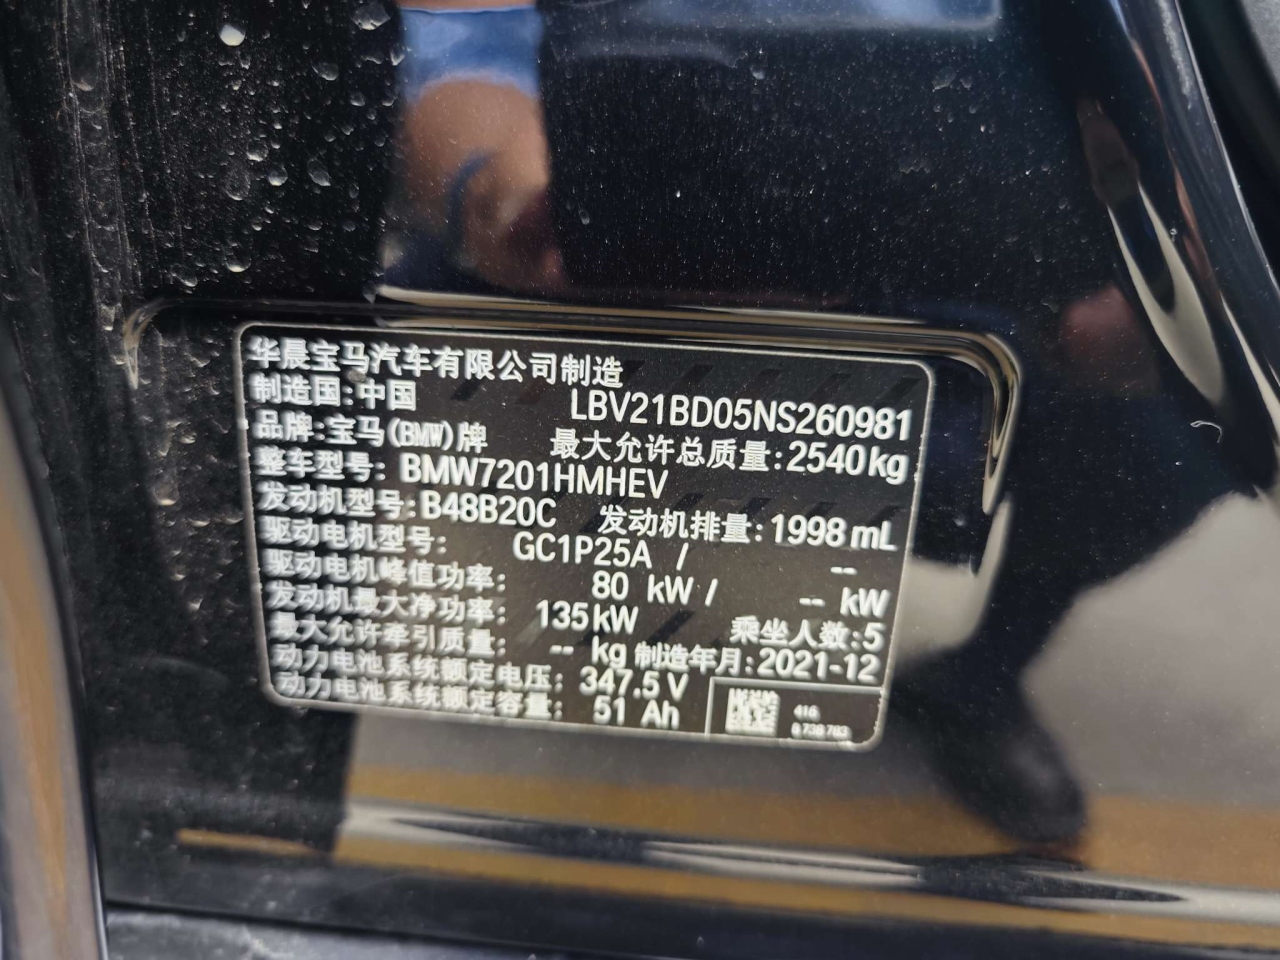 华晨宝马汽车有限公司制造
制造国:中国 LBV21BD05NS260981
品牌:宝马(BMW)牌 最大允许总质量:2540kg
整车型号: BMW7201HMHEV
发动机型号:B48B20C 发动机排量:1998 mL
驱动电机型号: GC1P25A / --
驱动电机峰值功率: 80 kW / -- kW
发动机最大净功率: 135kW 乘坐人数:5
最大允许牵引质量: -- kg 制造年月:2021-12
动力电池系统额定电压: 347.5 V
动力电池系统额定容量: 51 Ah
416
8 738 783